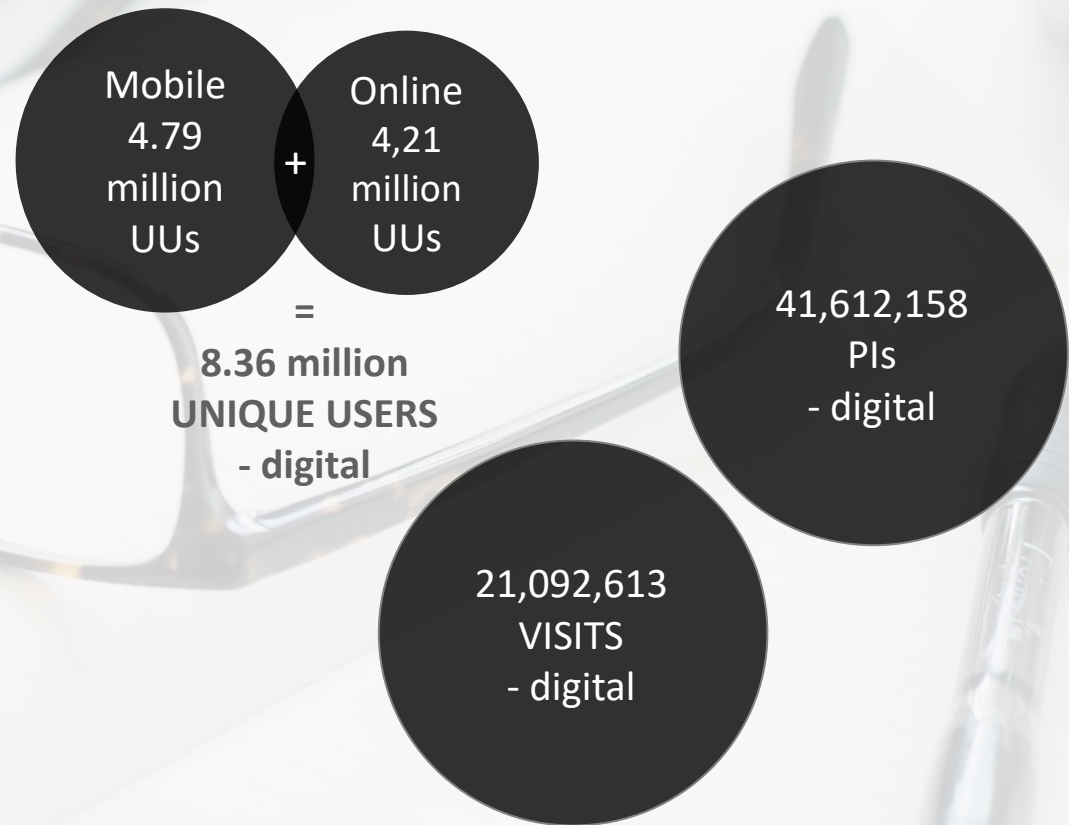 Mobile
4.79
million
UUs
+
Online
4,21
million
UUs
=
8.36 million
UNIQUE USERS
- digital
41,612,158
PIs
- digital
21,092,613
VISITS
- digital